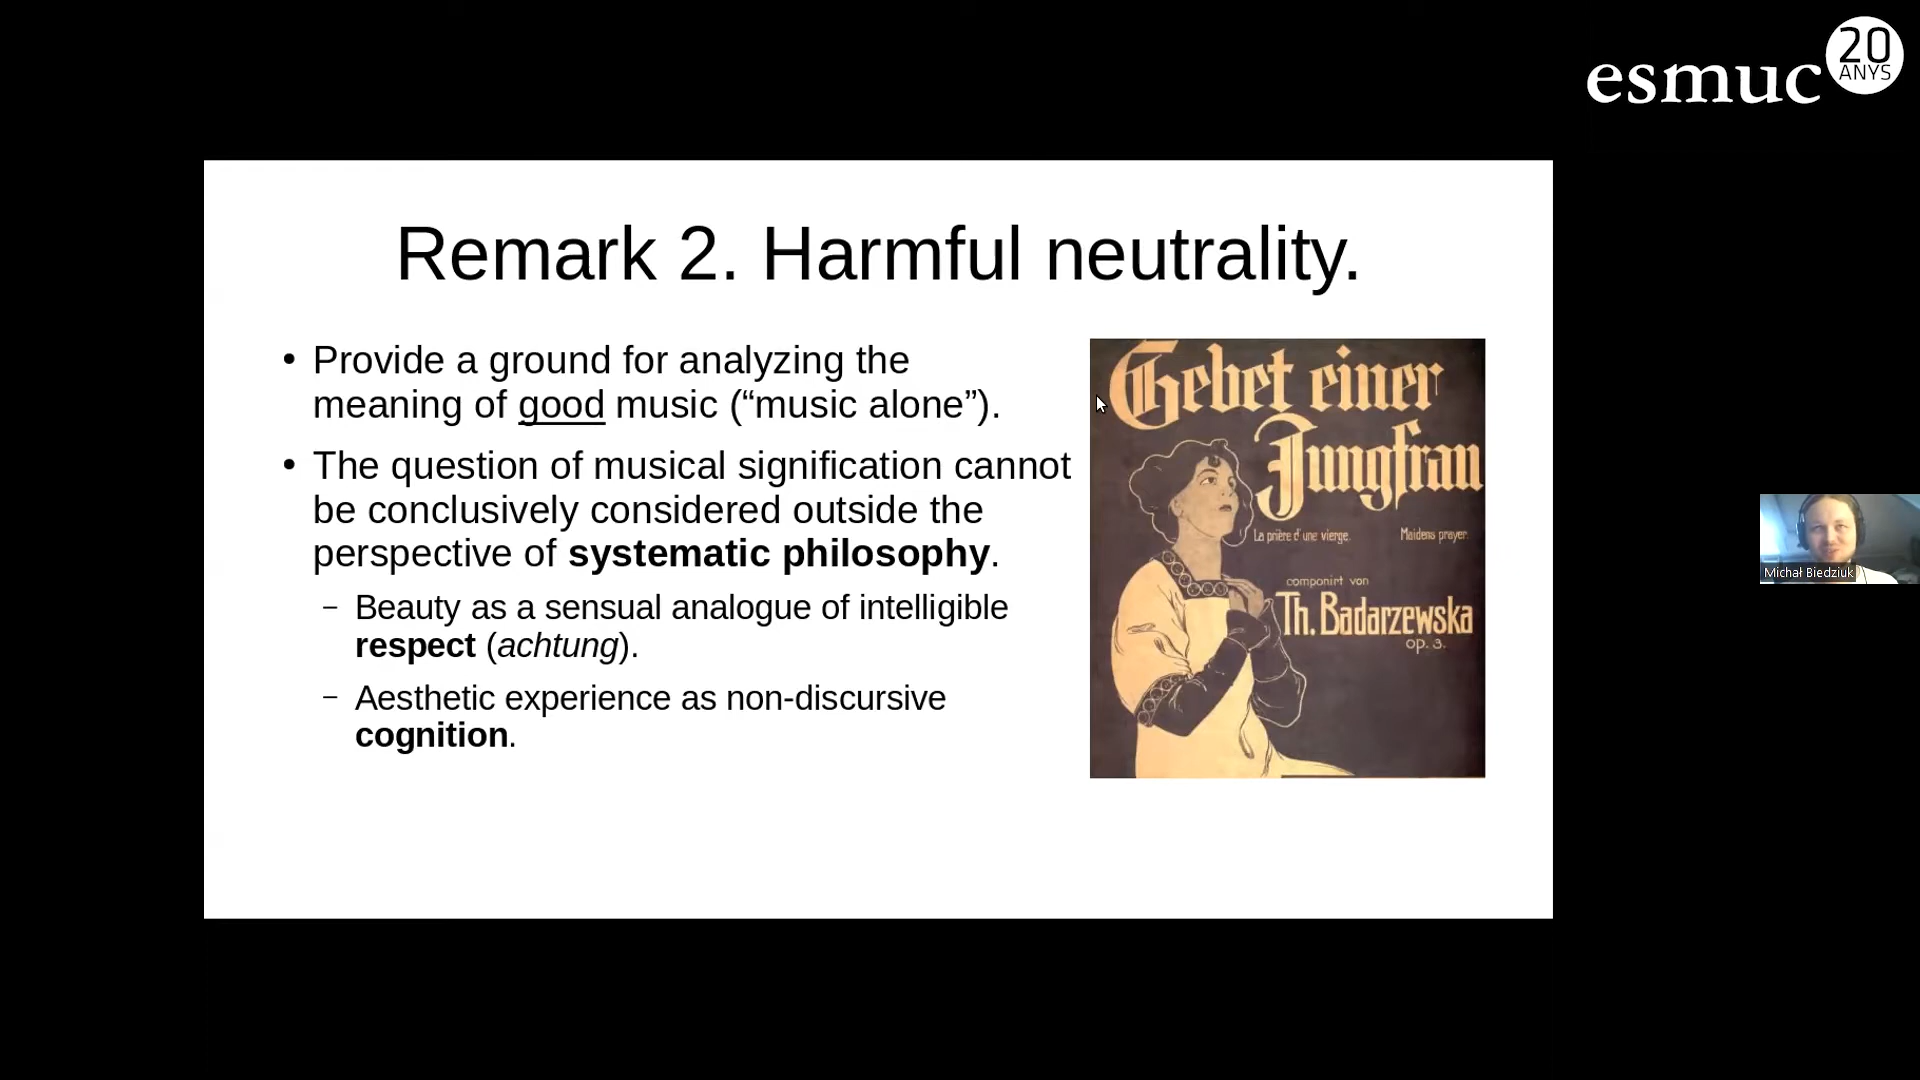 esmuc
20
ANYS
Remark 2. Harmful neutrality.
• Provide a ground for analyzing the
meaning of good music (“music alone”).
• The question of musical signification cannot
be conclusively considered outside the
perspective of systematic philosophy.
– Beauty as a sensual analogue of intelligible
respect (achtung).
– Aesthetic experience as non-discursive
cognition.
Gebet einer
Jungfrau
La prière d'une vierge. Maidens prayer.
componirt von
Th. Badarzewska
op. 3.
Michał Biedziuk